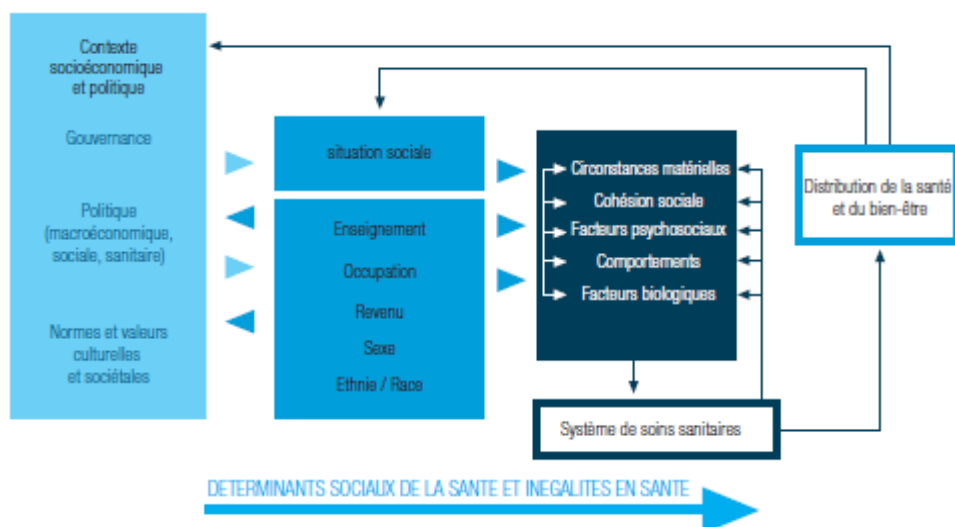 Contexte
socioéconomique
et politique
Gouvernance
Politique
(macroéconomique,
sociale, sanitaire)
Normes et valeurs
culturelles
et sociétales
situation sociale
Enseignement
Occupation
Revenu
Sexe
Ethnie / Race
Circonstances matérielles
Cohésion sociale
Facteurs psychosociaux
Comportements
Facteurs biologiques
Système de soins sanitaires
Distribution de la santé
et du bien-être
DETERMINANTS SOCIAUX DE LA SANTE ET INEGALITES EN SANTE